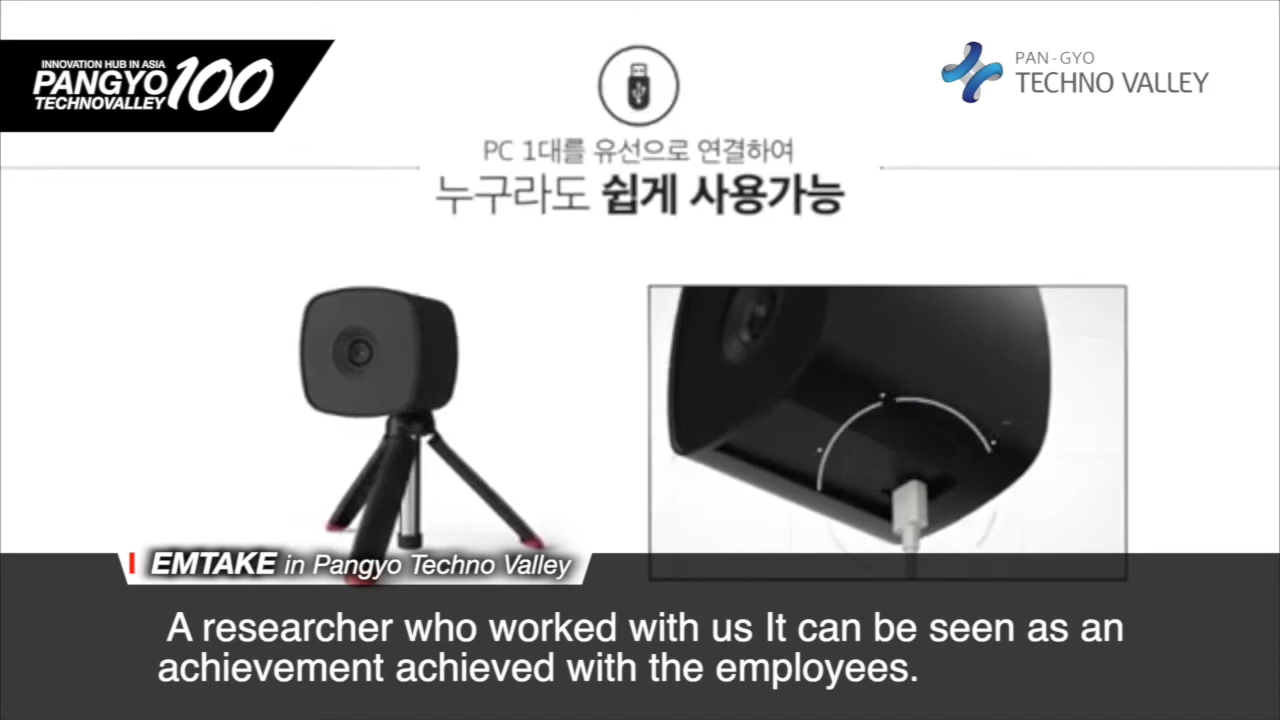 INNOVATION HUB IN ASIA
PANGYO 100
TECHNOVALLEY
PAN-GYO
TECHNO VALLEY
PC 1대를 유선으로 연결하여
누구라도 쉽게 사용가능
EMTAKE in Pangyo Techno Valley
A researcher who worked with us It can be seen as an
achievement achieved with the employees.